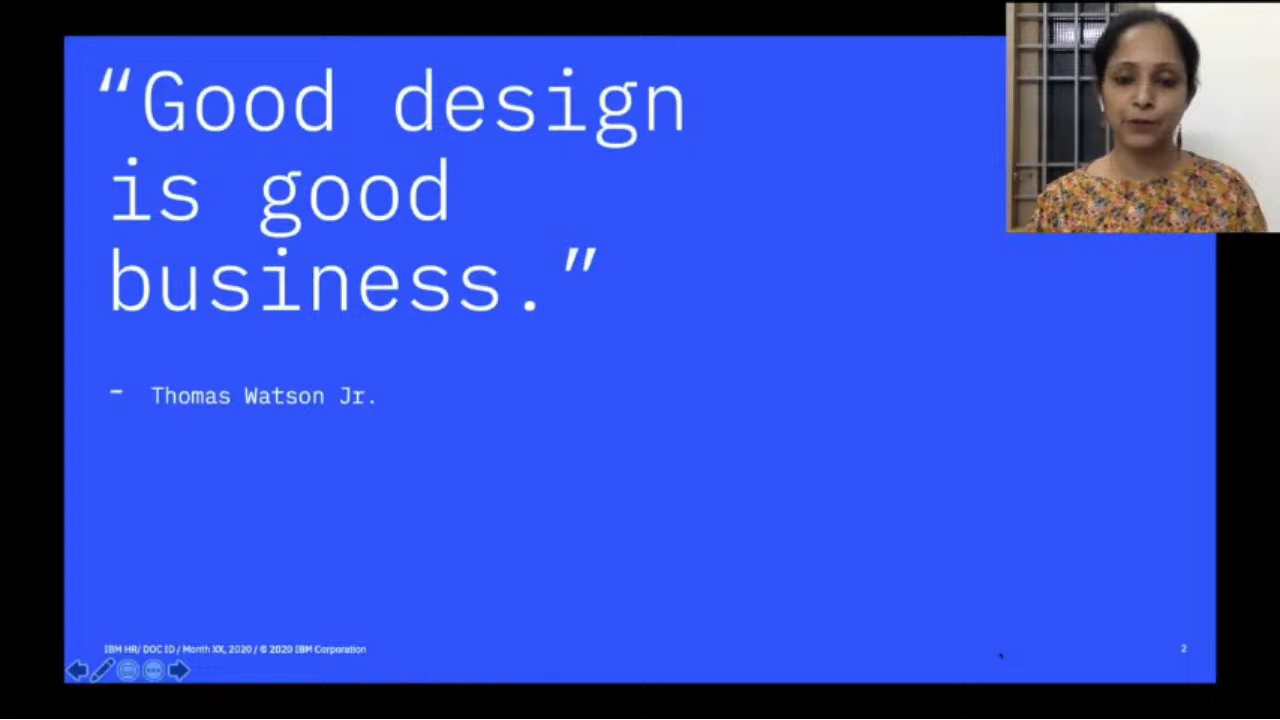 “Good design
is good
business.”
- Thomas Watson Jr.
IBM HR/ DOC ID / Month XX, 2020 / © 2020 IBM Corporation
2